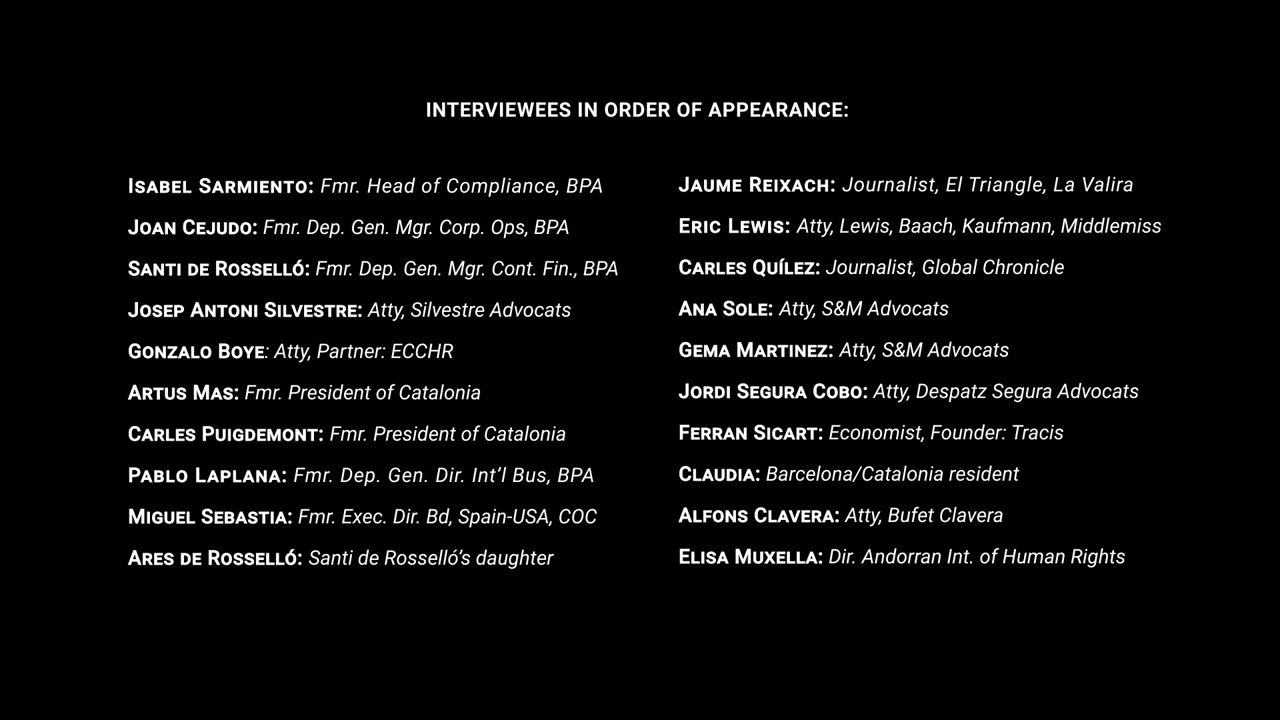 INTERVIEWEES IN ORDER OF APPEARANCE:
ISABEL SARMIENTO: Fmr. Head of Compliance, BPA
JOAN CEJUDO: Fmr. Dep. Gen. Mgr. Corp. Ops, BPA
SANTI DE ROSSELLÓ: Fmr. Dep. Gen. Mgr. Cont. Fin., BPA
JOSEP ANTONI SILVESTRE: Atty, Silvestre Advocats
GONZALO BOYE: Atty, Partner: ECCHR
ARTUS MAS: Fmr. President of Catalonia
CARLES PUIGDEMONT: Fmr. President of Catalonia
PABLO LAPLANA: Fmr. Dep. Gen. Dir. Int’l Bus, BPA
MIGUEL SEBASTIA: Fmr. Exec. Dir. Bd, Spain-USA, COC
ARES DE ROSSELLÓ: Santi de Rosselló’s daughter
JAUME REIXACH: Journalist, El Triangle, La Valira
ERIC LEWIS: Atty, Lewis, Baach, Kaufmann, Middlemiss
CARLES QUÍLEZ: Journalist, Global Chronicle
ANA SOLE: Atty, S&M Advocats
GEMA MARTINEZ: Atty, S&M Advocats
JORDI SEGURA COBO: Atty, Despatz Segura Advocats
FERRAN SICART: Economist, Founder: Tracis
CLAUDIA: Barcelona/Catalonia resident
ALFONS CLAVERA: Atty, Bufet Clavera
ELISA MUXELLA: Dir. Andorran Int. of Human Rights